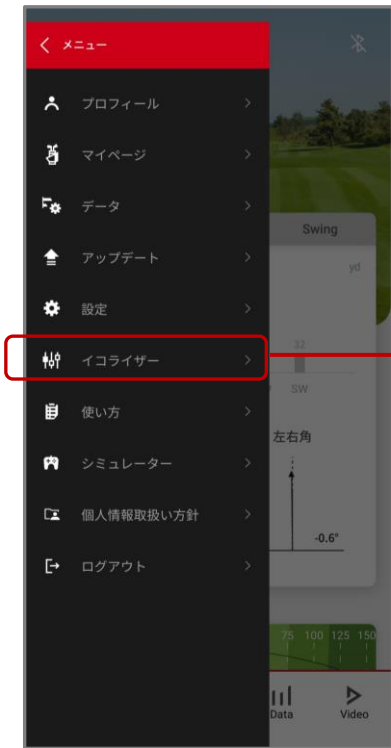 メニュー
プロフィール
マイページ
データ
アップデート
設定
イコライザー
使い方
シミュレーター
個人情報取扱い方針
ログアウト
Swing
yd
32
SW
左右角
-0.6°
75 100 125 150
Data Video